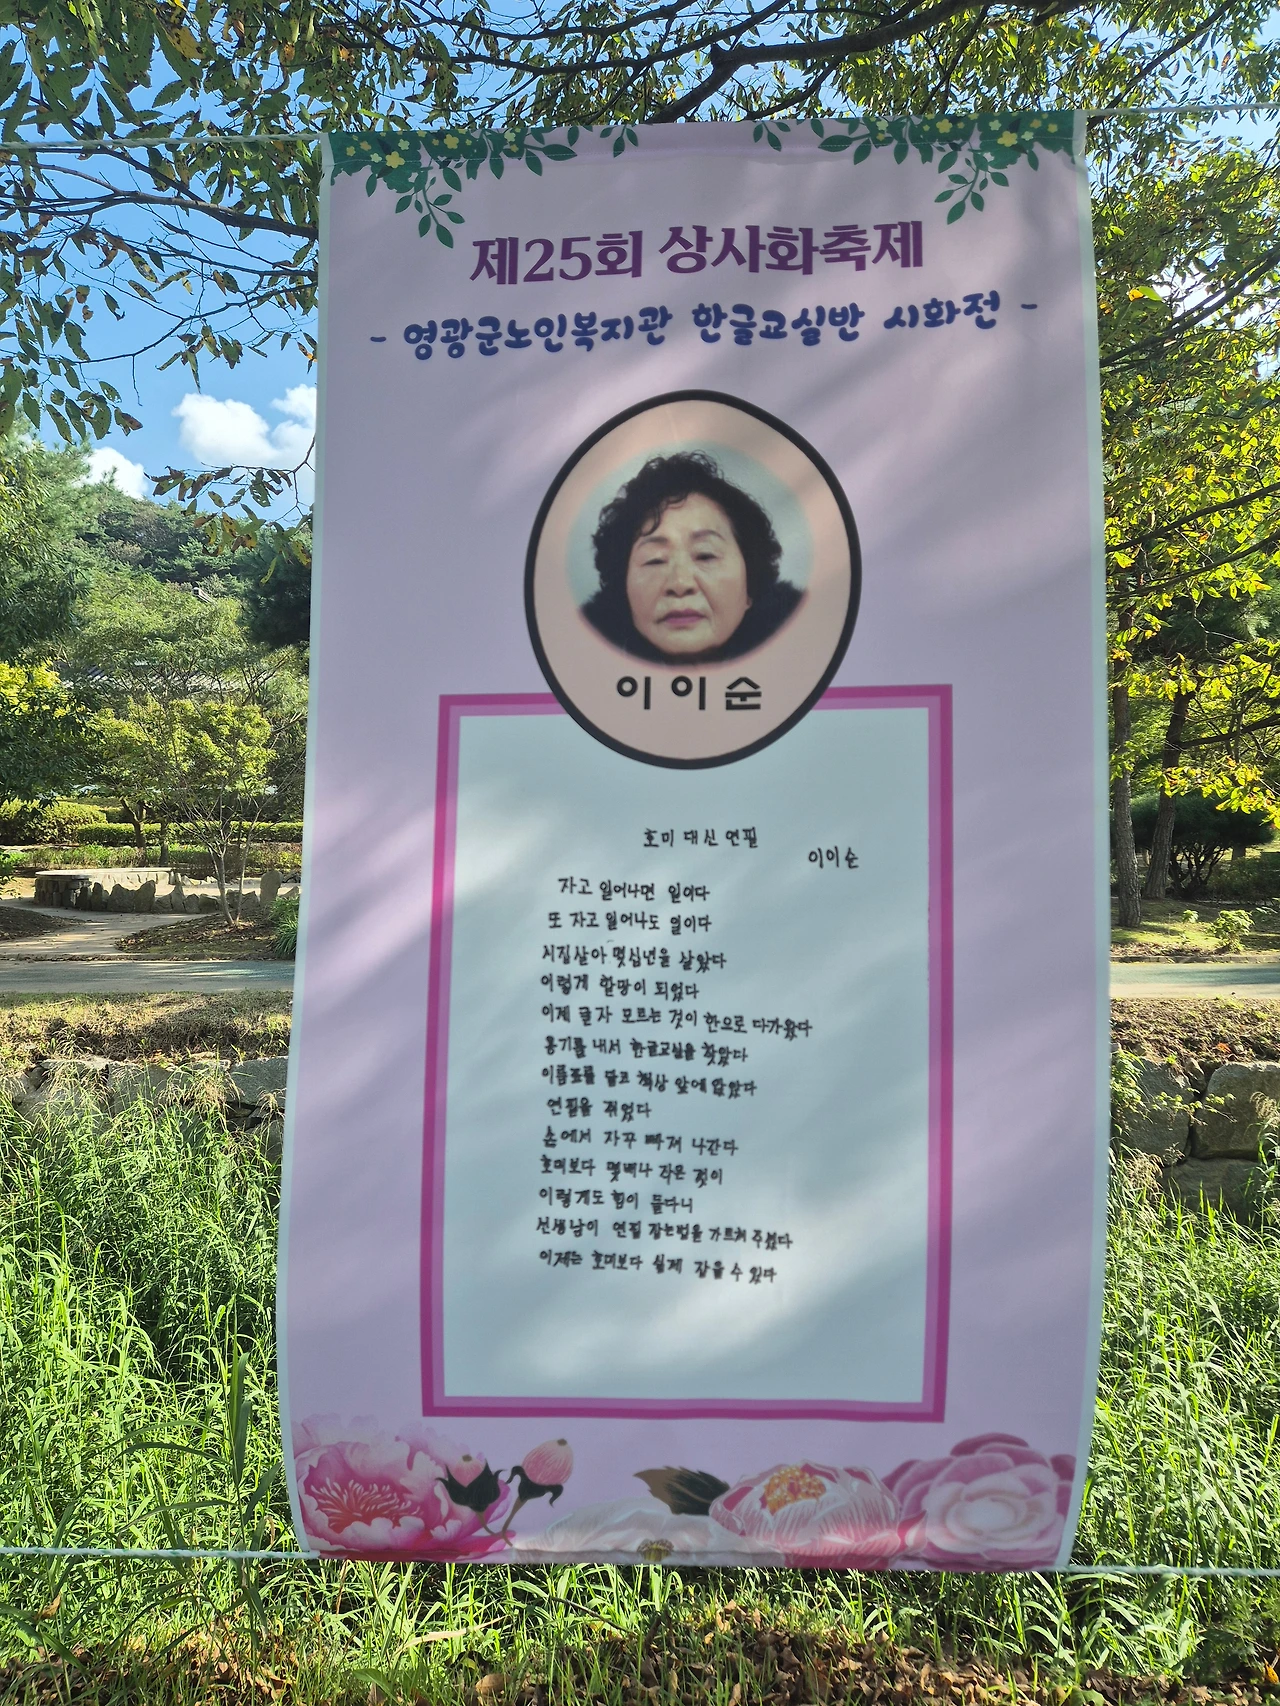 제25회 상사화축제
- 영광군노인복지관 한글교실반 시화전 -
이이순
호미 대신 연필
이이순
자고 일어나면 일이다
또 자고 일어나도 일이다
시집살아 몇십년을 살았다
이렇게 할망이 되었다
이제 글자 모르는 것이 한으로 다가왔다
용기를 내서 한글교실을 찾았다
이름표를 달고 책상 앞에 앉았다
연필을 쥐었다
손에서 자꾸 빠져 나간다
호미보다 몇배나 작은 것이
이렇게도 힘이 들다니
선생님이 연필 잡는법을 가르쳐 주셨다
이제는 호미보다 쉽게 잡을 수 있다